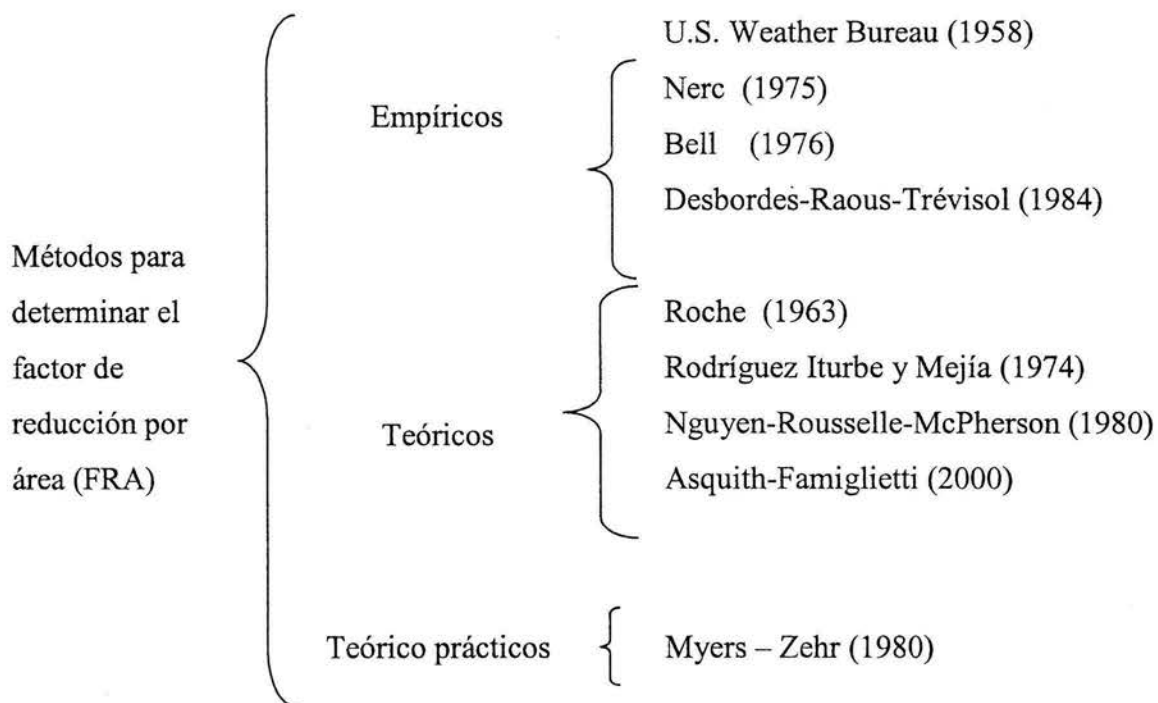 Métodos para
determinar el
factor de
reducción por
área (FRA)
Empíricos
U.S. Weather Bureau (1958)
Nerc (1975)
Bell (1976)
Desbordes-Raous-Trévisol (1984)
Teóricos
Roche (1963)
Rodríguez Iturbe y Mejía (1974)
Nguyen-Rousselle-McPherson (1980)
Asquith-Famiglietti (2000)
Teórico prácticos
Myers – Zehr (1980)